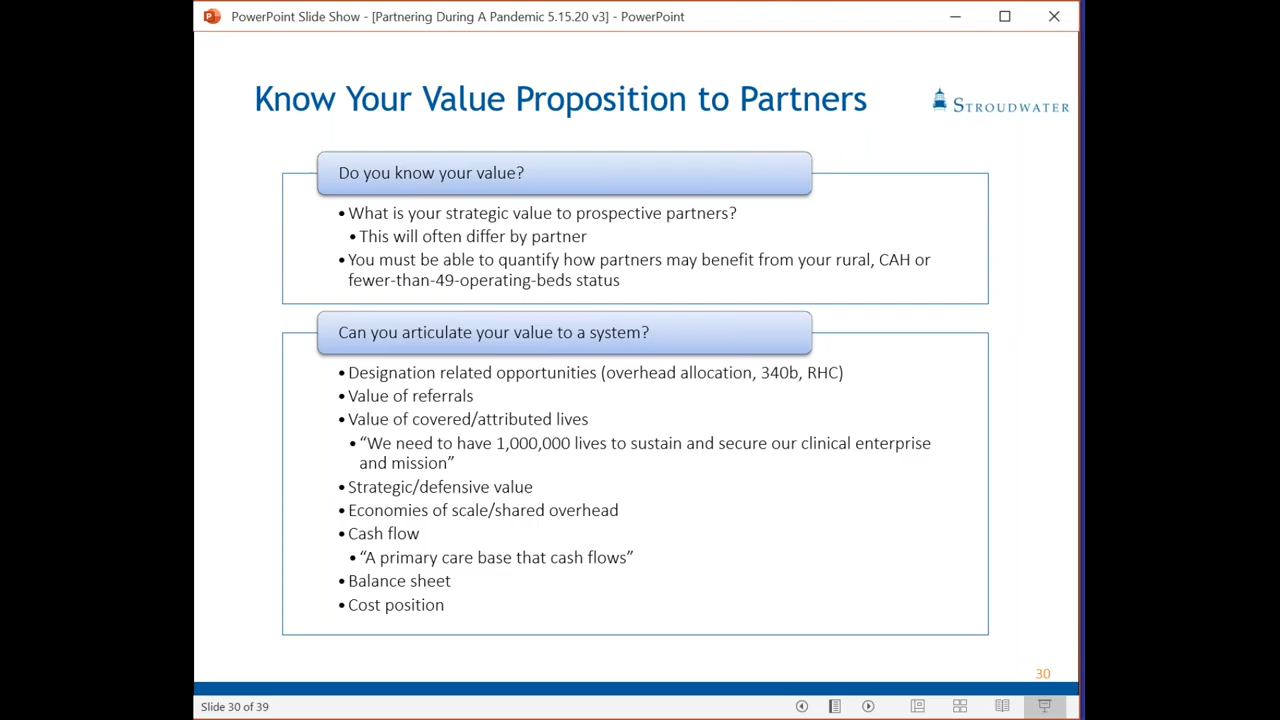 PowerPoint Slide Show - [Partnering During A Pandemic 5.15.20 v3] - PowerPoint
Know Your Value Proposition to Partners
STROUDWATER
Do you know your value?
•What is your strategic value to prospective partners?
•This will often differ by partner
•You must be able to quantify how partners may benefit from your rural, CAH or
fewer-than-49-operating-beds status
Can you articulate your value to a system?
•Designation related opportunities (overhead allocation, 340b, RHC)
•Value of referrals
•Value of covered/attributed lives
•“We need to have 1,000,000 lives to sustain and secure our clinical enterprise
and mission”
•Strategic/defensive value
•Economies of scale/shared overhead
•Cash flow
•“A primary care base that cash flows”
•Balance sheet
•Cost position
30
Slide 30 of 39